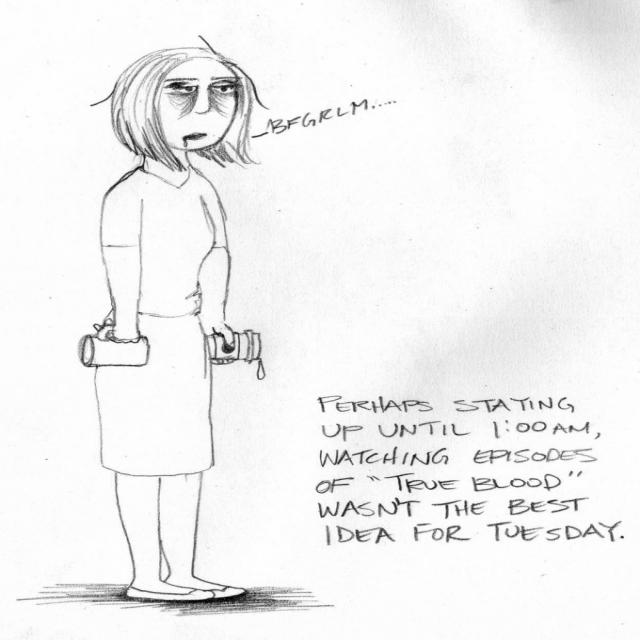 BFGRLM.....
PERHAPS STAYING
UP UNTIL 1:00 AM,
WATCHING EPISODES
OF "TRUE BLOOD"
WASN'T THE BEST
IDEA FOR TUESDAY.